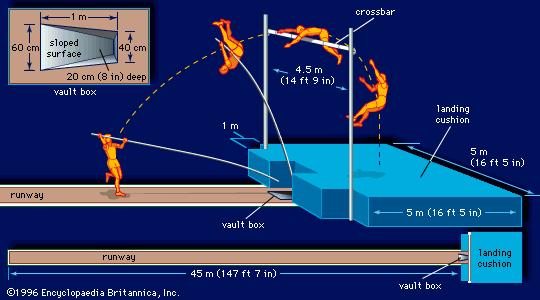 1 m
60 cm
sloped
surface
40 cm
20 cm (8 in) deep
vault box
crossbar
4.5 m
(14 ft 9 in)
landing
cushion
1 m
5 m
(16 ft 5 in)
runway
vault box
5 m (16 ft 5 in)
runway
landing
cushion
45 m (147 ft 7 in)
vault box
©1996 Encyclopaedia Britannica, Inc.